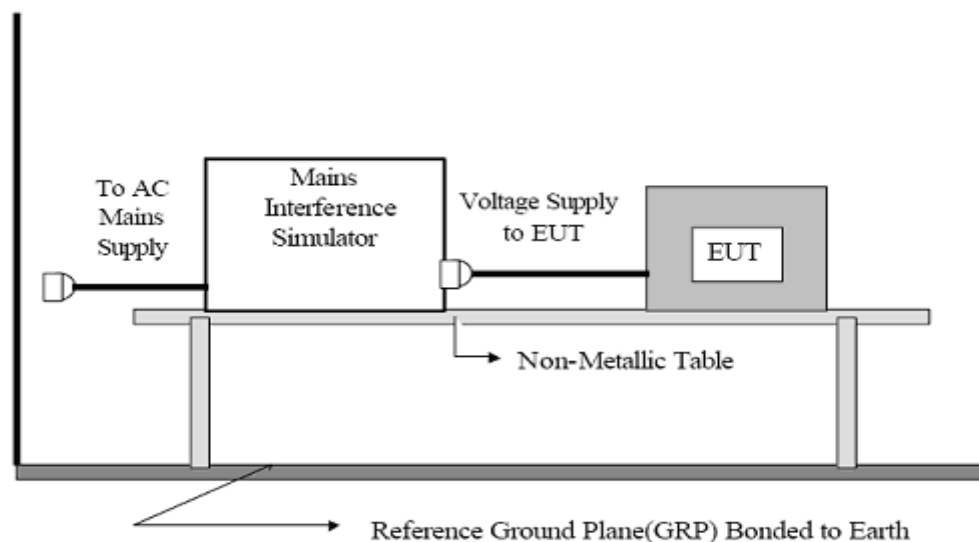 To AC
Mains
Supply
Mains
Interference
Simulator
Voltage Supply
to EUT
EUT
Non-Metallic Table
Reference Ground Plane(GRP) Bonded to Earth